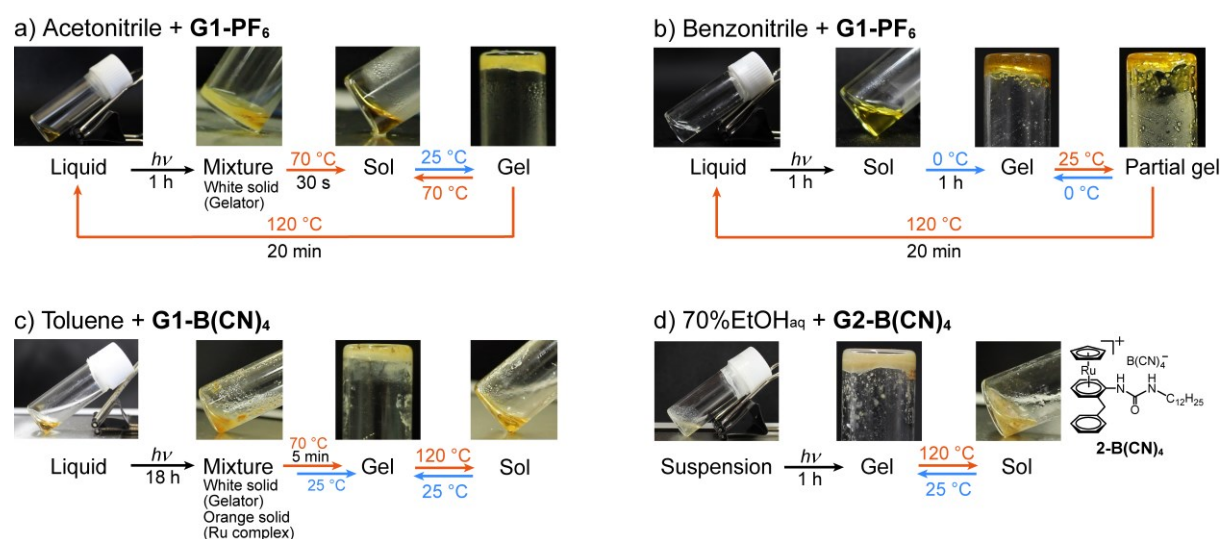 a) Acetonitrile + G1-PF₆
Liquid
hν
1 h
Mixture
White solid
(Gelator)
70 °C
30 s
Sol
25 °C
70 °C
Gel
120 °C
20 min
b) Benzonitrile + G1-PF₆
Liquid
hν
1 h
Sol
0 °C
1 h
Gel
25 °C
0 °C
Partial gel
120 °C
20 min
c) Toluene + G1-B(CN)₄
Liquid
hν
18 h
Mixture
White solid
(Gelator)
Orange solid
(Ru complex)
70 °C
5 min
25 °C
Gel
120 °C
25 °C
Sol
d) 70%EtOHaq + G2-B(CN)₄
Suspension
hν
1 h
Gel
120 °C
25 °C
Sol
+
Ru
B(CN)₄⁻
H
N
O
H
N
C₁₂H₂₅
2-B(CN)₄